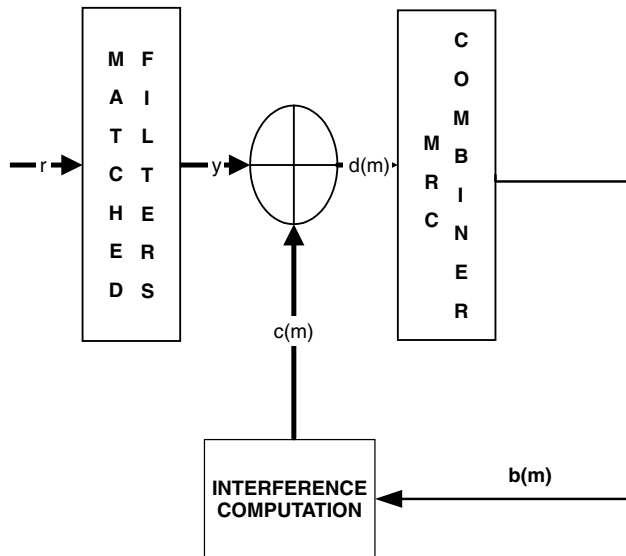 MATCHED
FILTERS
r
y
d(m)
MRC
COMBINER
c(m)
INTERFERENCE
COMPUTATION
b(m)